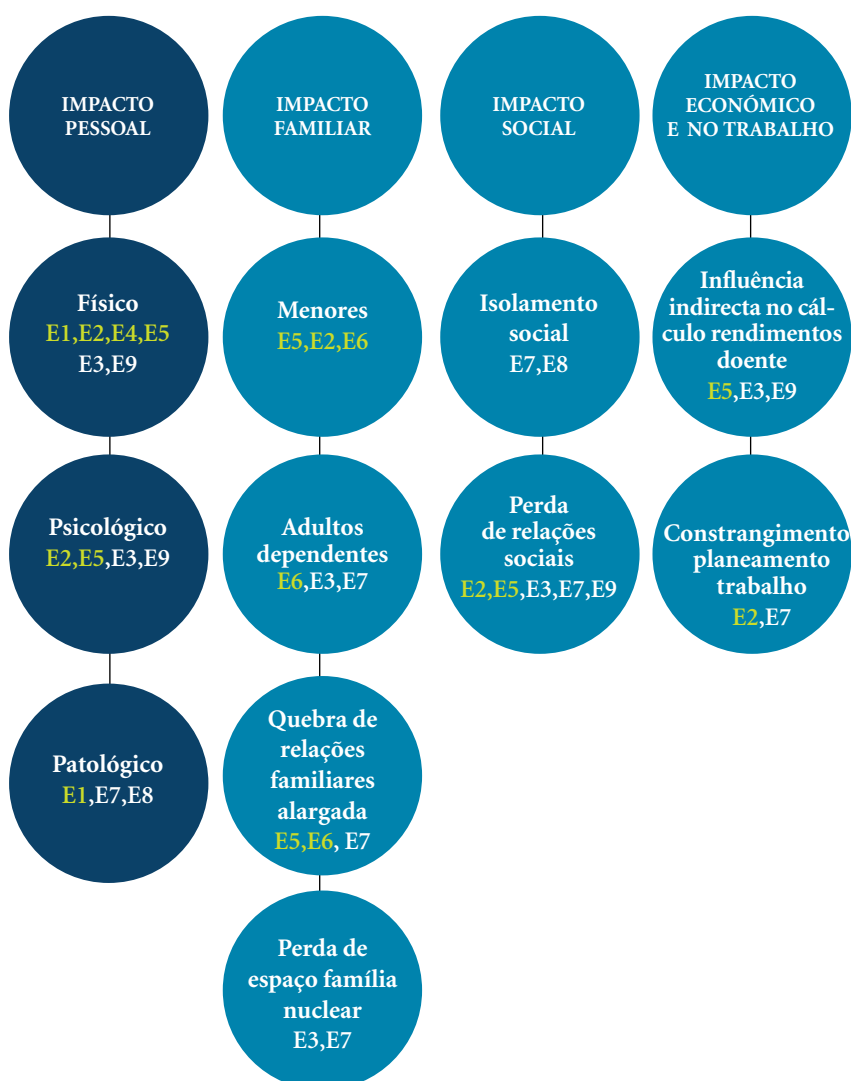 IMPACTO
PESSOAL
Físico
E1,E2,E4,E5
E3,E9
Psicológico
E2,E5,E3,E9
Patológico
E1,E7,E8
IMPACTO
FAMILIAR
Menores
E5,E2,E6
Adultos
dependentes
E6,E3,E7
Quebra de
relações
familiares
alargada
E5,E6, E7
Perda de
espaço família
nuclear
E3,E7
IMPACTO
SOCIAL
Isolamento
social
E7,E8
Perda
de relações
sociais
E2,E5,E3,E7,E9
IMPACTO
ECONÓMICO
E NO TRABALHO
Influência
indirecta no cál-
culo rendimentos
doente
E5,E3,E9
Constrangimento
planeamento
trabalho
E2,E7